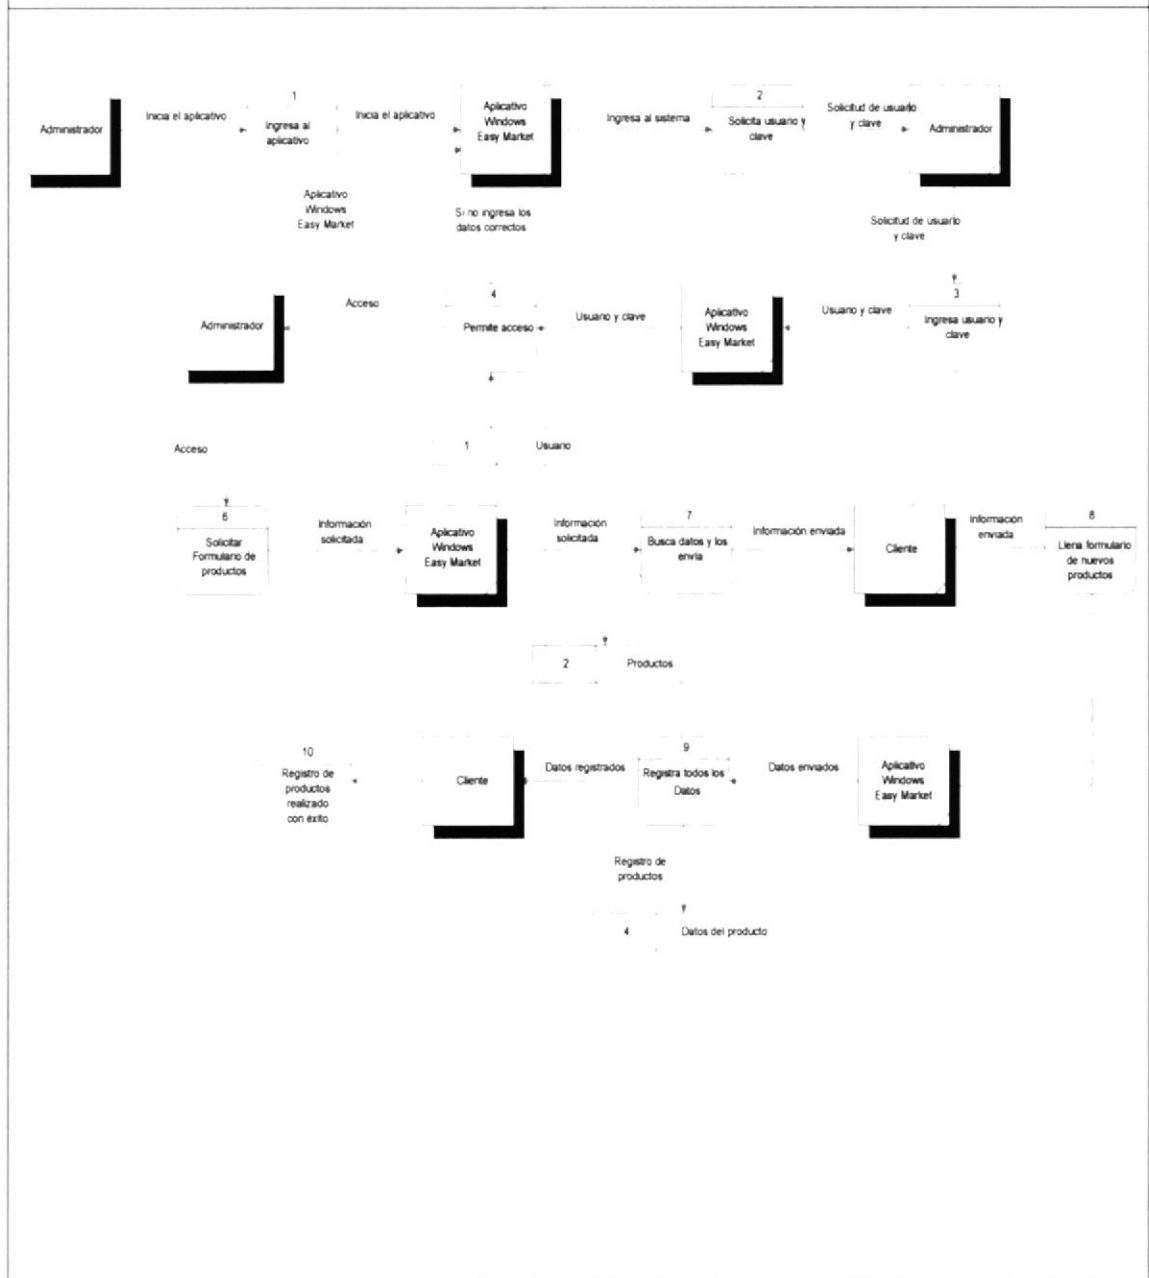 Administrador
Inicia el aplicativo
1
Ingresa al
aplicativo
Inicia el aplicativo
Aplicativo
Windows
Easy Market
Ingresa al sistema
2
Solicita usuario y
clave
Solicitud de usuario
y clave
Administrador
Aplicativo
Windows
Easy Market
Si no ingresa los
datos correctos
Solicitud de usuario
y clave
Administrador
Acceso
4
Permite acceso
Usuario y clave
Aplicativo
Windows
Easy Market
Usuario y clave
3
Ingresa usuario y
clave
Acceso
1
Usuario
6
Solicitar
Formulario de
productos
Información
solicitada
Aplicativo
Windows
Easy Market
Información
solicitada
7
Busca datos y los
envía
Información enviada
Cliente
Información
enviada
8
Llena formulario
de nuevos
productos
2
Productos
10
Registro de
productos
realizado
con éxito
Cliente
Datos registrados
9
Registra todos los
Datos
Datos enviados
Aplicativo
Windows
Easy Market
Registro de
productos
4
Datos del producto